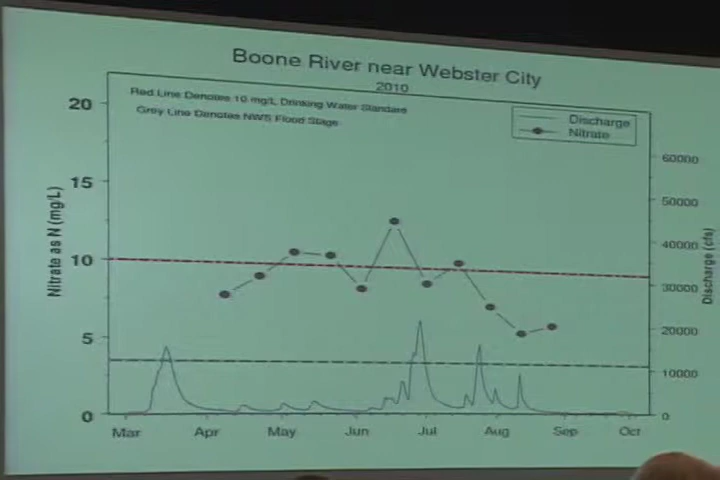 Boone River near Webster City
2010
Red Line Denotes 10 mg/L Drinking Water Standard
Grey Line Denotes NWS Flood Stage
Discharge
Nitrate
Nitrate as N (mg/L)
20
15
10
5
0
Discharge (cfs)
60000
50000
40000
30000
20000
10000
0
Mar Apr May Jun Jul Aug Sep Oct